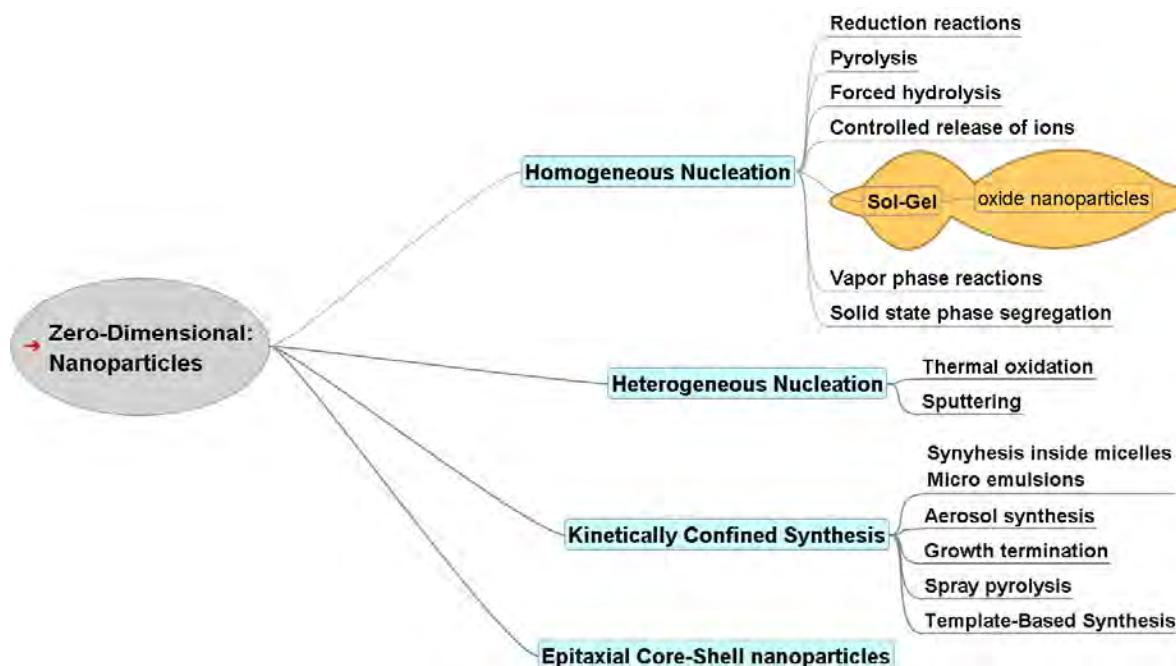 Zero-Dimensional:
Nanoparticles
Homogeneous Nucleation
Reduction reactions
Pyrolysis
Forced hydrolysis
Controlled release of ions
Sol-Gel
oxide nanoparticles
Vapor phase reactions
Solid state phase segregation
Heterogeneous Nucleation
Thermal oxidation
Sputtering
Kinetically Confined Synthesis
Synyhesis inside micelles
Micro emulsions
Aerosol synthesis
Growth termination
Spray pyrolysis
Template-Based Synthesis
Epitaxial Core-Shell nanoparticles